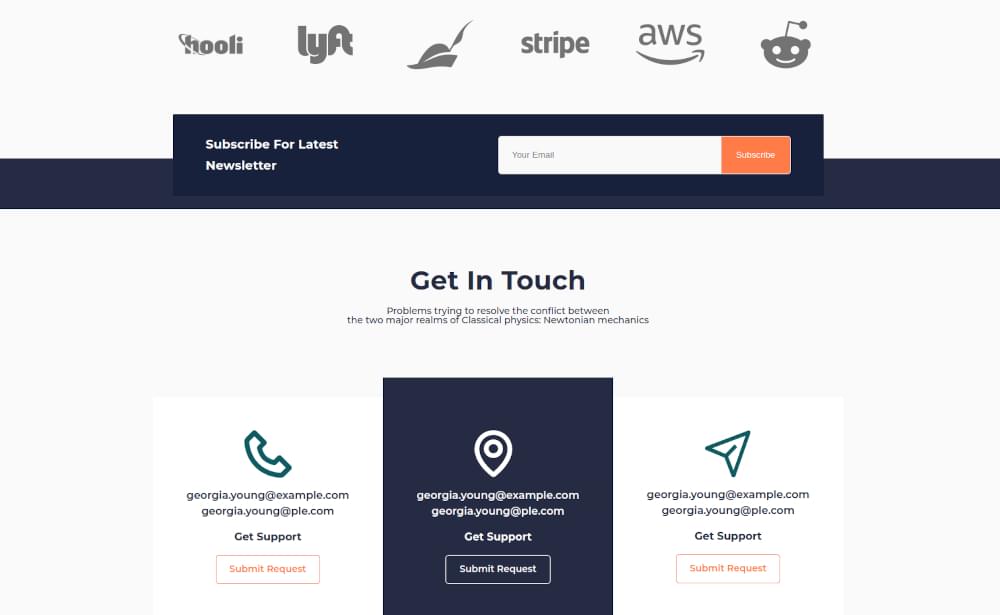 hooli
lyft
stripe
aws
Subscribe For Latest
Newsletter
Your Email
Subscribe
Get In Touch
Problems trying to resolve the conflict between
the two major realms of Classical physics: Newtonian mechanics
georgia.young@example.com
georgia.young@ple.com
Get Support
Submit Request
georgia.young@example.com
georgia.young@ple.com
Get Support
Submit Request
georgia.young@example.com
georgia.young@ple.com
Get Support
Submit Request